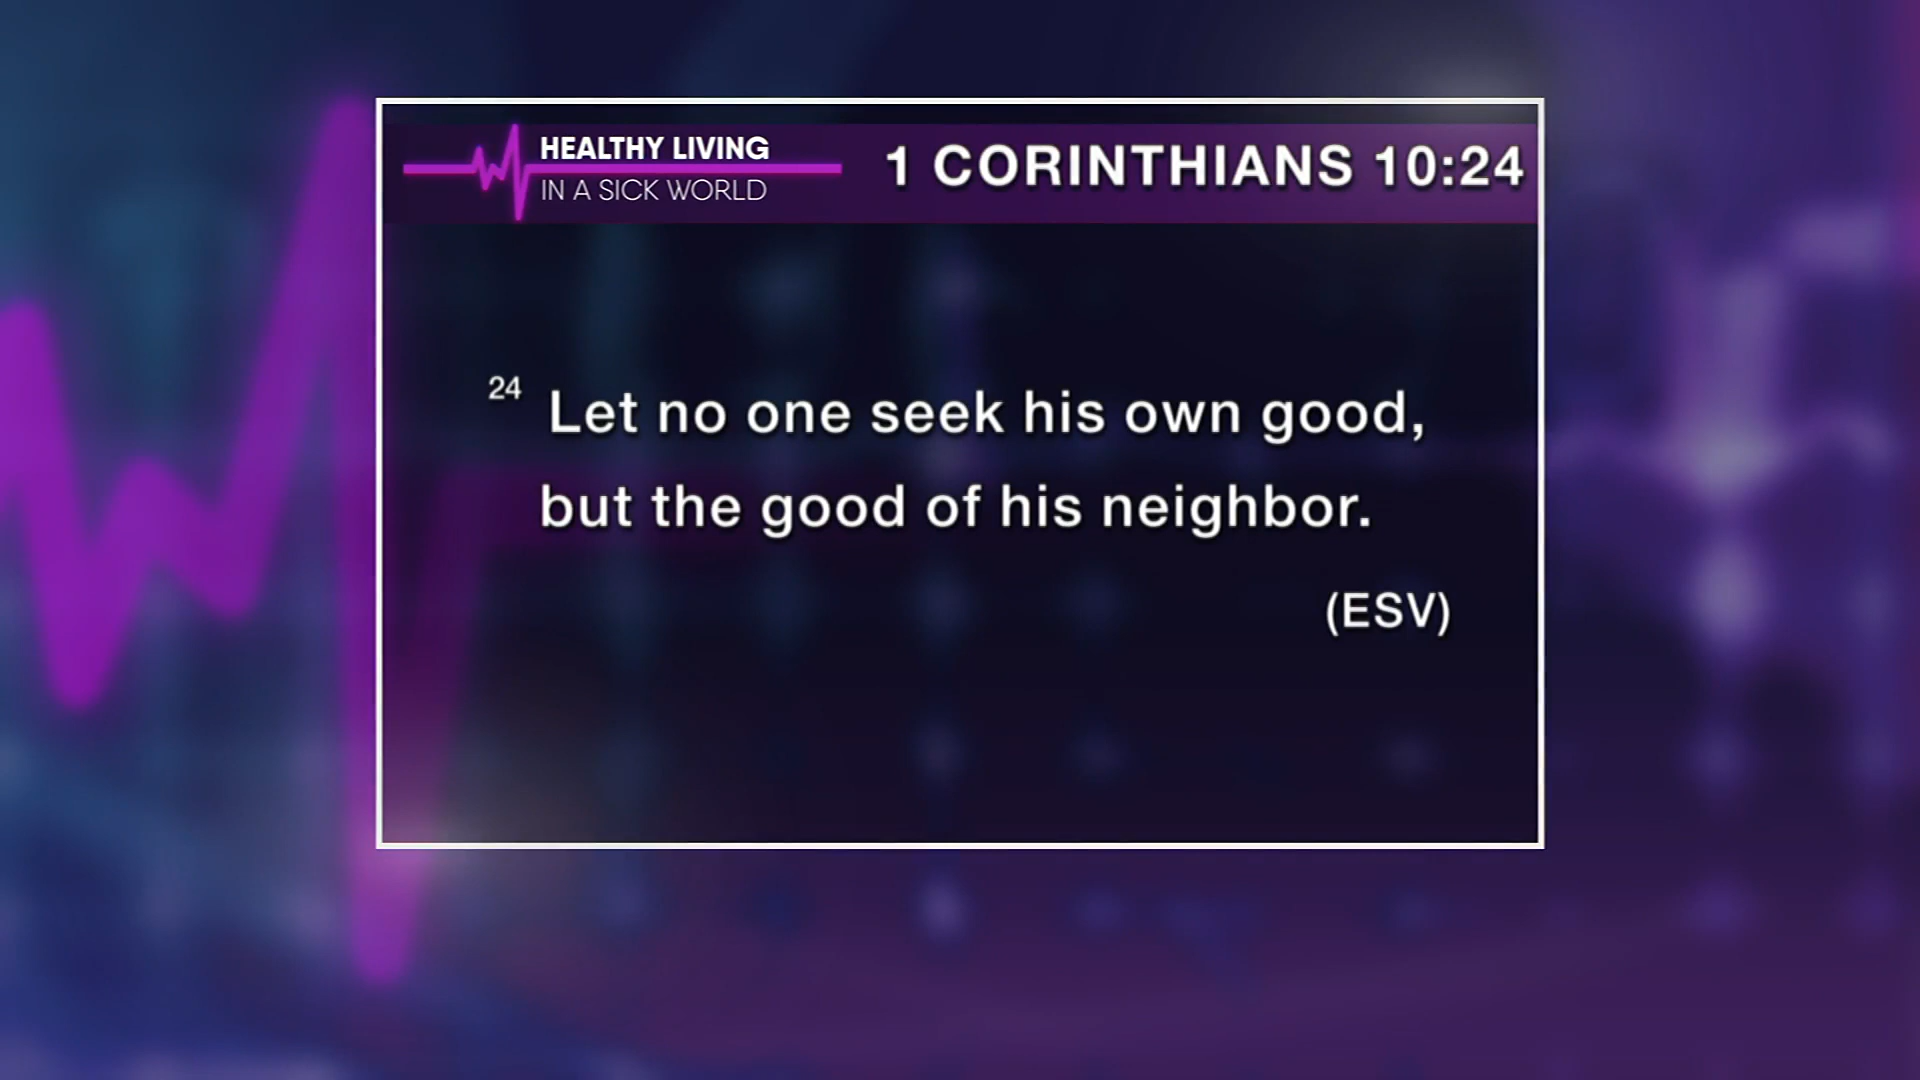 HEALTHY LIVING
IN A SICK WORLD
1 CORINTHIANS 10:24
24 Let no one seek his own good,
but the good of his neighbor.
(ESV)